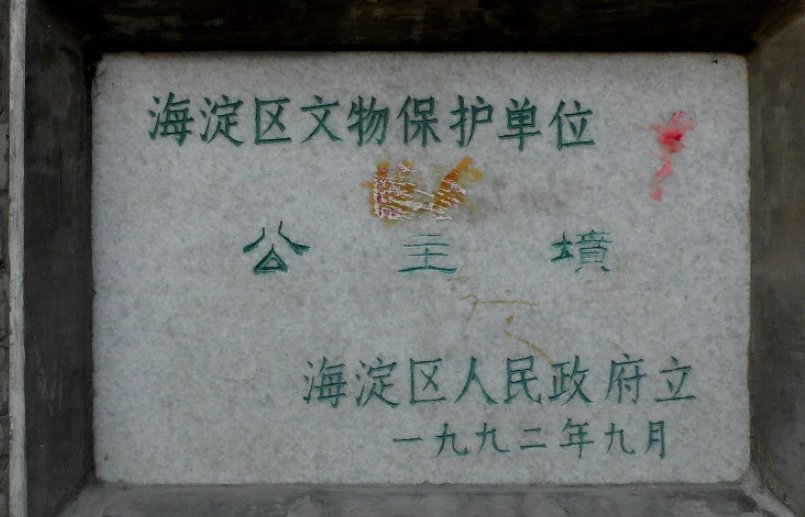 海淀区文物保护单位
公主墳
海淀区人民政府立
一九九二年九月